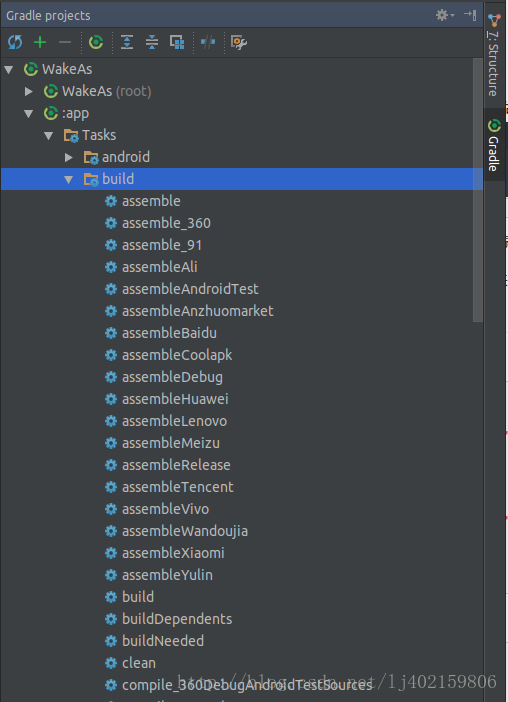 Gradle projects
WakeAs
WakeAs (root)
:app
Tasks
android
build
assemble
assemble_360
assemble_91
assembleAli
assembleAndroidTest
assembleAnzhuomarket
assembleBaidu
assembleCoolapk
assembleDebug
assembleHuawei
assembleLenovo
assembleMeizu
assembleRelease
assembleTencent
assembleVivo
assembleWandoujia
assembleXiaomi
assembleYulin
build
buildDependents
buildNeeded
clean
compile_360DebugAndroidTestSources
http://blog.csdn.net/lj402159806
7: Structure
Gradle